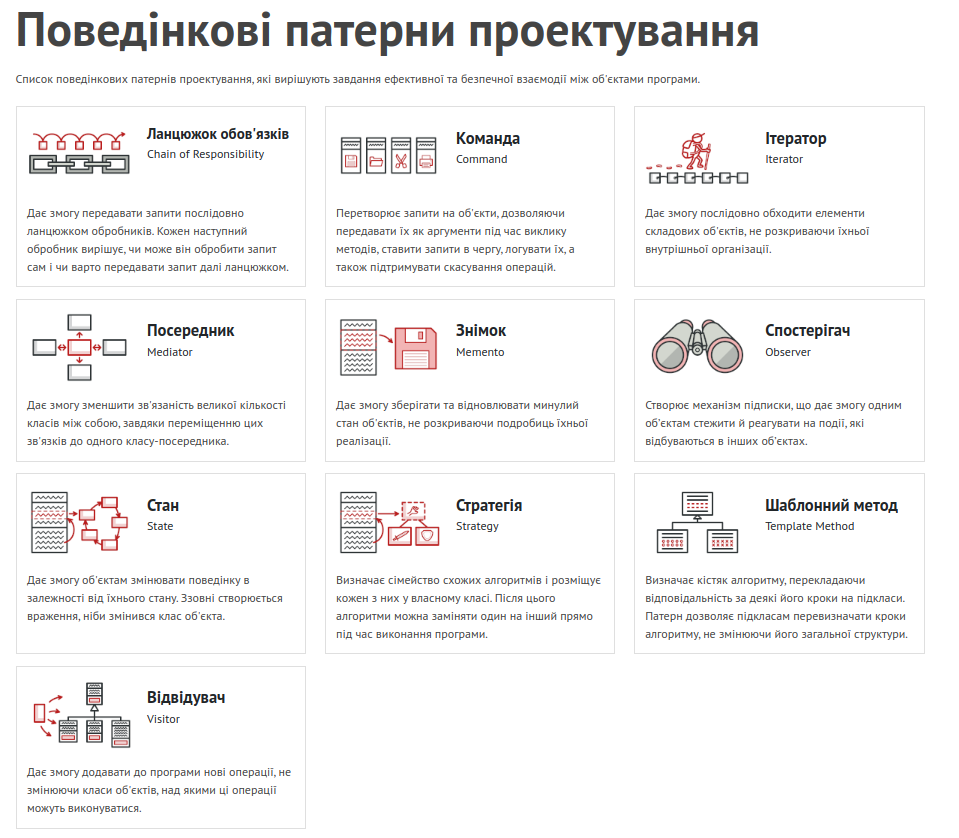 Поведінкові патерни проектування
Список поведінкових патернів проектування, які вирішують завдання ефективної та безпечної взаємодії між об'єктами програми.
Ланцюжок обов'язків
Chain of Responsibility
Дає змогу передавати запити послідовно
ланцюжком обробників. Кожен наступний
обробник вирішує, чи може він обробити запит
сам і чи варто передавати запит далі ланцюжком.
Команда
Command
Перетворює запити на об'єкти, дозволяючи
передавати їх як аргументи під час виклику
методів, ставити запити в чергу, логувати їх, а
також підтримувати скасування операцій.
Ітератор
Iterator
Дає змогу послідовно обходити елементи
складових об'єктів, не розкриваючи їхньої
внутрішньої організації.
Посередник
Mediator
Дає змогу зменшити зв'язаність великої кількості
класів між собою, завдяки переміщенню цих
зв'язків до одного класу-посередника.
Знімок
Memento
Дає змогу зберігати та відновлювати минулий
стан об'єктів, не розкриваючи подробиць їхньої
реалізації.
Спостерігач
Observer
Створює механізм підписки, що дає змогу одним
об'єктам стежити й реагувати на події, які
відбуваються в інших об'єктах.
Стан
State
Дає змогу об'єктам змінювати поведінку в
залежності від їхнього стану. Ззовні створюється
враження, ніби змінився клас об'єкта.
Стратегія
Strategy
Визначає сімейство схожих алгоритмів і розміщує
кожен з них у власному класі. Після цього
алгоритми можна заміняти один на інший прямо
під час виконання програми.
Шаблонний метод
Template Method
Визначає кістяк алгоритму, перекладаючи
відповідальність за деякі його кроки на підкласи.
Патерн дозволяє підкласам перевизначати кроки
алгоритму, не змінюючи його загальної структури.
Відвідувач
Visitor
Дає змогу додавати до програми нові операції, не
змінюючи класи об'єктів, над якими ці операції
можуть виконуватися.